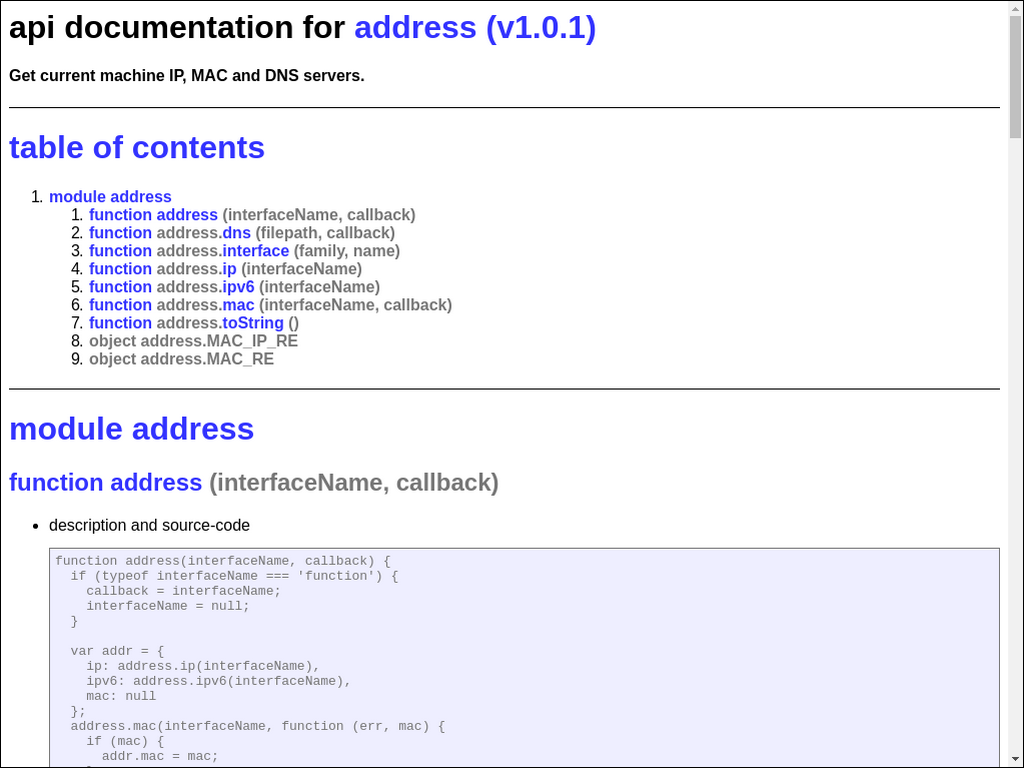 api documentation for address (v1.0.1)
Get current machine IP, MAC and DNS servers.
table of contents
1. module address
1. function address (interfaceName, callback)
2. function address.dns (filepath, callback)
3. function address.interface (family, name)
4. function address.ip (interfaceName)
5. function address.ipv6 (interfaceName)
6. function address.mac (interfaceName, callback)
7. function address.toString ()
8. object address.MAC_IP_RE
9. object address.MAC_RE
module address
function address (interfaceName, callback)
• description and source-code
function address(interfaceName, callback) {
  if (typeof interfaceName === 'function') {
    callback = interfaceName;
    interfaceName = null;
  }
  var addr = {
    ip: address.ip(interfaceName),
    ipv6: address.ipv6(interfaceName),
    mac: null
  };
  address.mac(interfaceName, function (err, mac) {
    if (mac) {
      addr.mac = mac;